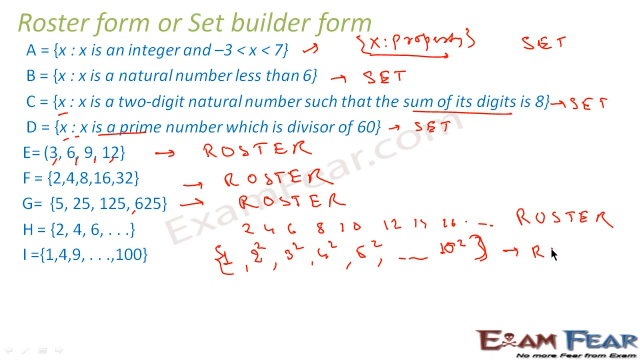 Roster form or Set builder form
A = {x : x is an integer and –3 < x < 7} → {x : property} SET
B = {x : x is a natural number less than 6} → SET
C = {x : x is a two-digit natural number such that the sum of its digits is 8} → SET
D = {x : x is a prime number which is divisor of 60} → SET
E= (3, 6, 9, 12} → ROSTER
F = {2,4,8,16,32} → ROSTER
G= {5, 25, 125, 625} → ROSTER
H = {2, 4, 6, . . .} 2 4 6 8 10 12 14 16 . ... ROSTER
I ={1,4,9, . . .,100} {1, 2², 3², 4², 5², ... 10²} → R
ExamFear.com
EXAM FEAR
No more Fear from Exam